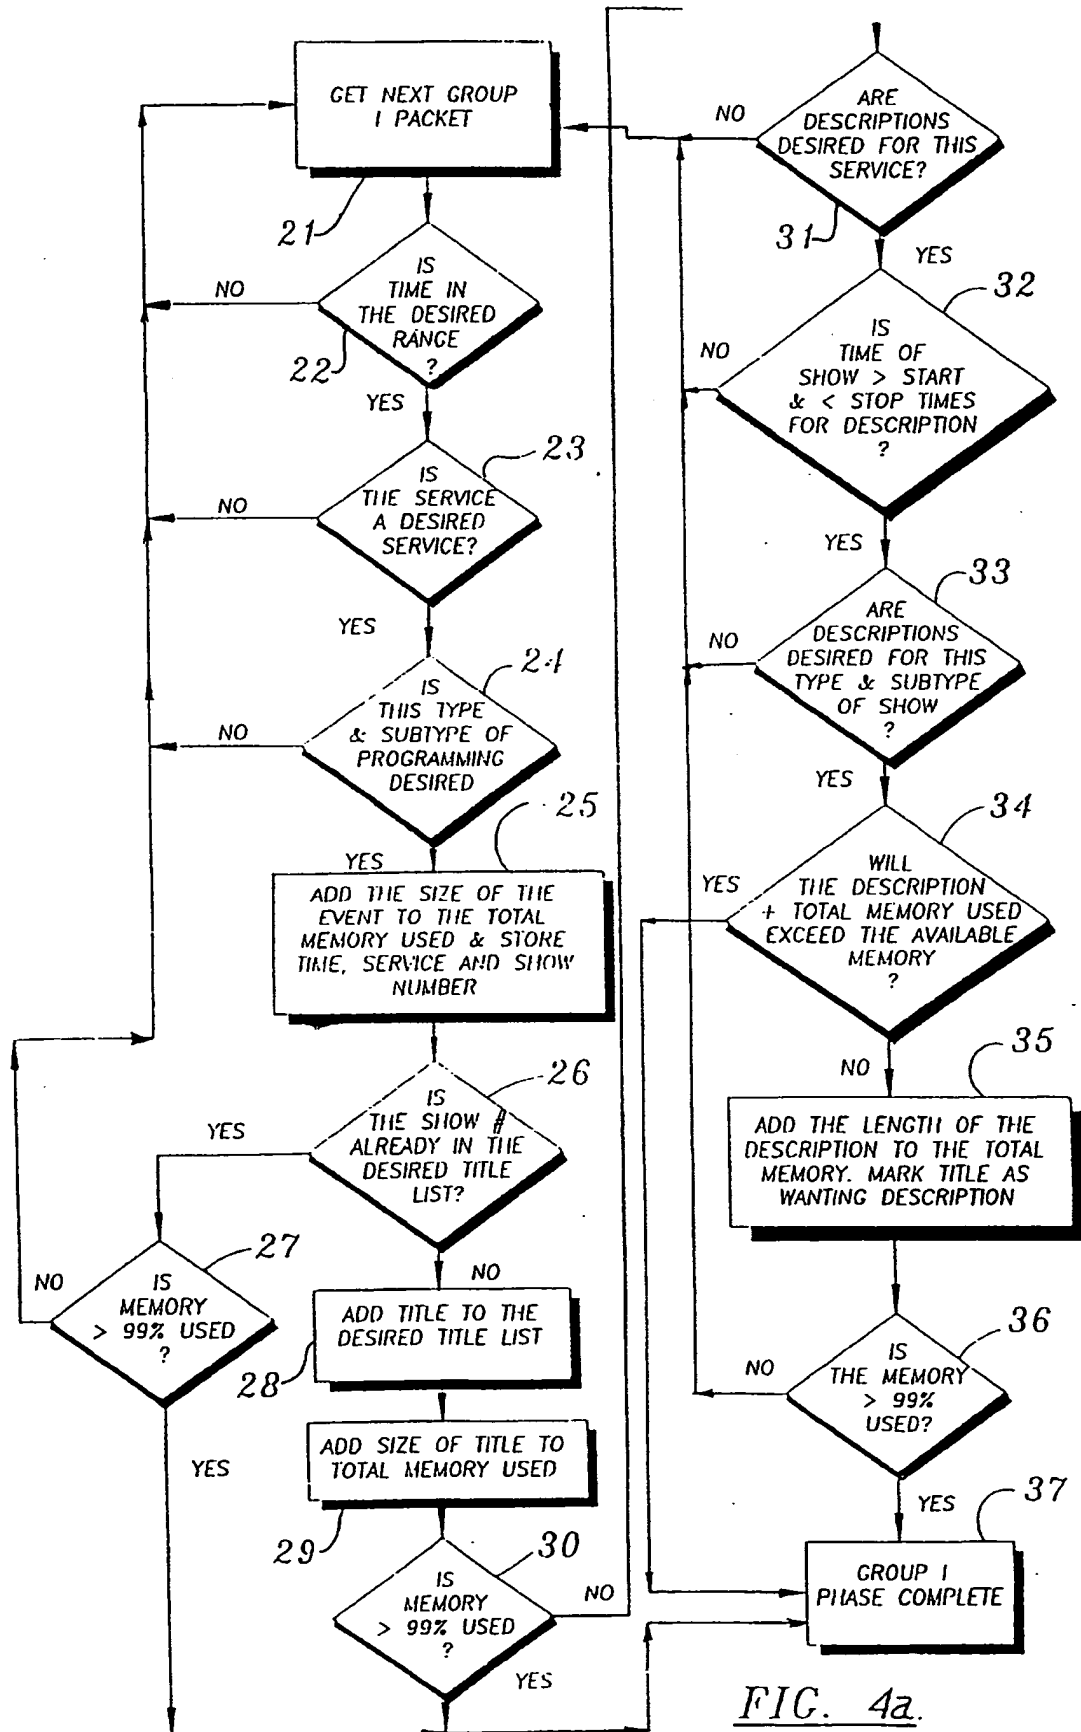 GET NEXT GROUP
I PACKET
21
IS
TIME IN
THE DESIRED
RANGE
?
22
NO
YES
IS
THE SERVICE
A DESIRED
SERVICE?
23
NO
YES
IS
THIS TYPE
& SUBTYPE OF
PROGRAMMING
DESIRED
24
NO
YES
25
ADD THE SIZE OF THE
EVENT TO THE TOTAL
MEMORY USED & STORE
TIME, SERVICE AND SHOW
NUMBER
IS
THE SHOW #
ALREADY IN THE
DESIRED TITLE
LIST?
26
YES
NO
IS
MEMORY
> 99% USED
?
27
NO
YES
ADD TITLE TO THE
DESIRED TITLE LIST
28
ADD SIZE OF TITLE TO
TOTAL MEMORY USED
29
IS
MEMORY
> 99% USED
?
30
NO
YES
ARE
DESCRIPTIONS
DESIRED FOR THIS
SERVICE?
31
NO
YES
IS
TIME OF
SHOW > START
& < STOP TIMES
FOR DESCRIPTION
?
32
NO
YES
ARE
DESCRIPTIONS
DESIRED FOR THIS
TYPE & SUBTYPE
OF SHOW
?
33
NO
YES
WILL
THE DESCRIPTION
+ TOTAL MEMORY USED
EXCEED THE AVAILABLE
MEMORY
?
34
YES
NO
35
ADD THE LENGTH OF THE
DESCRIPTION TO THE TOTAL
MEMORY. MARK TITLE AS
WANTING DESCRIPTION
IS
THE MEMORY
> 99%
USED?
36
NO
YES
37
GROUP I
PHASE COMPLETE
FIG. 4a.